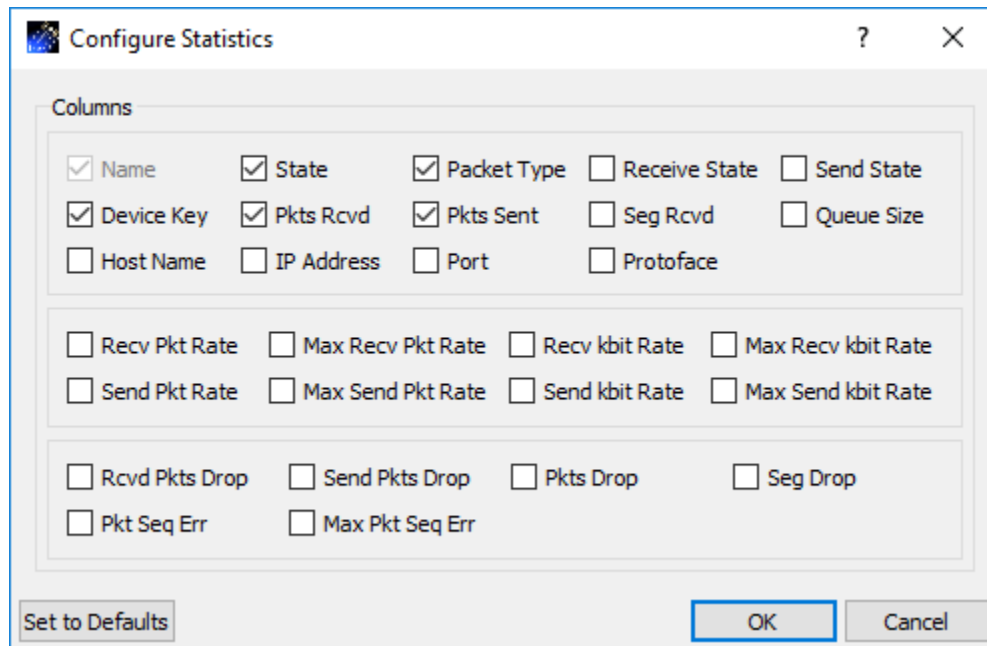 Configure Statistics ?
Columns
Name State Packet Type Receive State Send State
Device Key Pkts Rcvd Pkts Sent Seg Rcvd Queue Size
Host Name IP Address Port Protoface
Recv Pkt Rate Max Recv Pkt Rate Recv kbit Rate Max Recv kbit Rate
Send Pkt Rate Max Send Pkt Rate Send kbit Rate Max Send kbit Rate
Rcvd Pkts Drop Send Pkts Drop Pkts Drop Seg Drop
Pkt Seq Err Max Pkt Seq Err
Set to Defaults OK Cancel